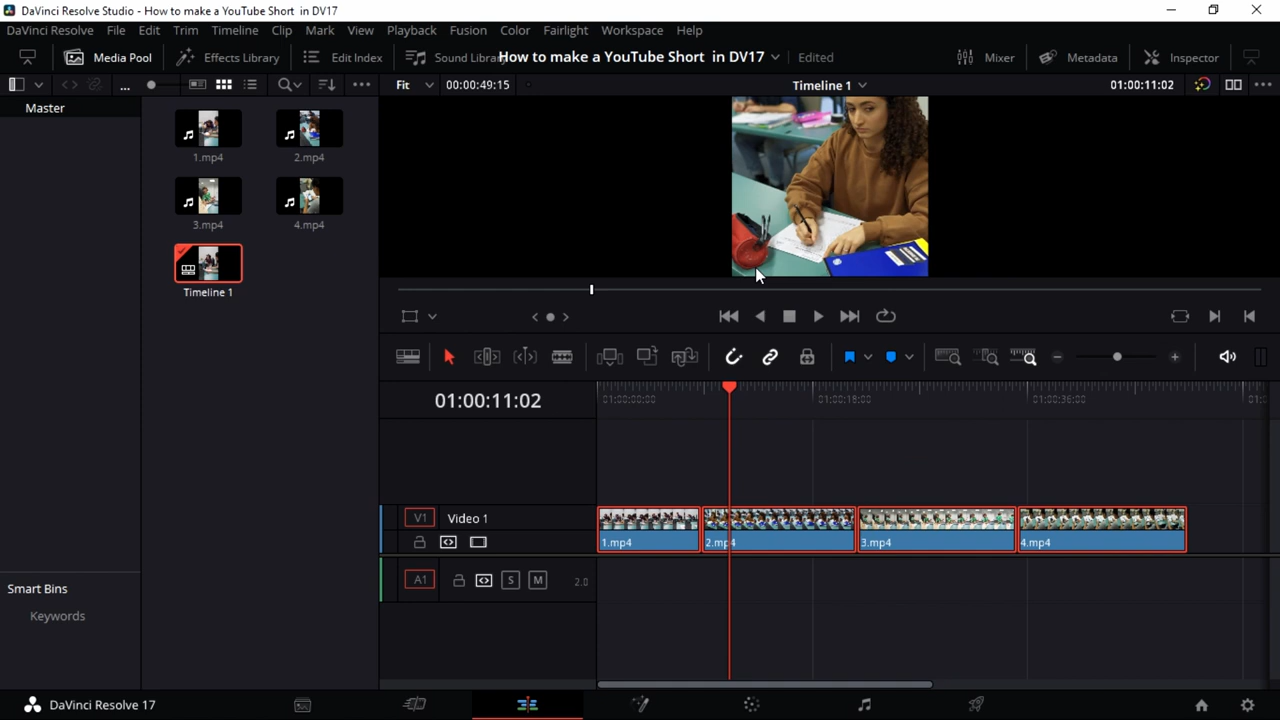 DaVinci Resolve Studio - How to make a YouTube Short in DV17
DaVinci Resolve File Edit Trim Timeline Clip Mark View Playback Fusion Color Fairlight Workspace Help
Media Pool Effects Library Edit Index Sound Library How to make a YouTube Short in DV17 Edited Mixer Metadata Inspector
... Fit 00:00:49:15 Timeline 1 01:00:11:02
Master
1.mp4 2.mp4
3.mp4 4.mp4
Timeline 1
01:00:11:02 01:00:00:00 01:00:18:00 01:00:36:00
V1 Video 1
1.mp4 2.mp4 3.mp4 4.mp4
A1 S M 2.0
Smart Bins
Keywords
DaVinci Resolve 17